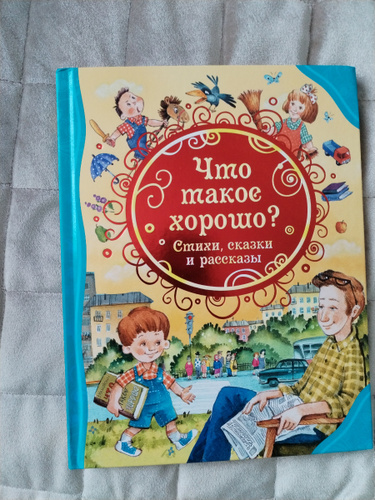 Что
такое
хорошо?
Стихи, сказки
и рассказы